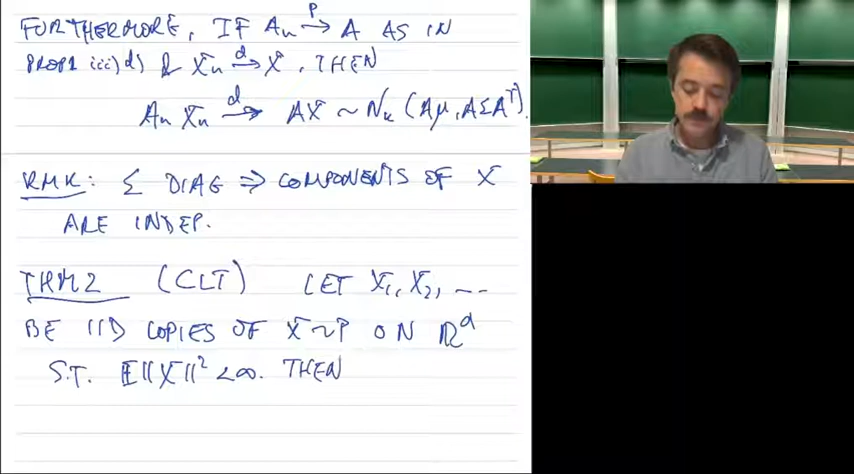 FURTHERMORE, IF Aₙ →ᵖ A AS IN
PROP1 iii) d) & Xₙ →ᵈ X, THEN
Aₙ Xₙ →ᵈ AX ~ Nₖ (Aμ, AΣAᵀ).
RMK: Σ DIAG ⇒ COMPONENTS OF X
ARE INDEP.
THM2 (CLT) LET X₁, X₂, ...
BE IID COPIES OF X~P ON ℝᵈ
S.T. E||X||² < ∞. THEN